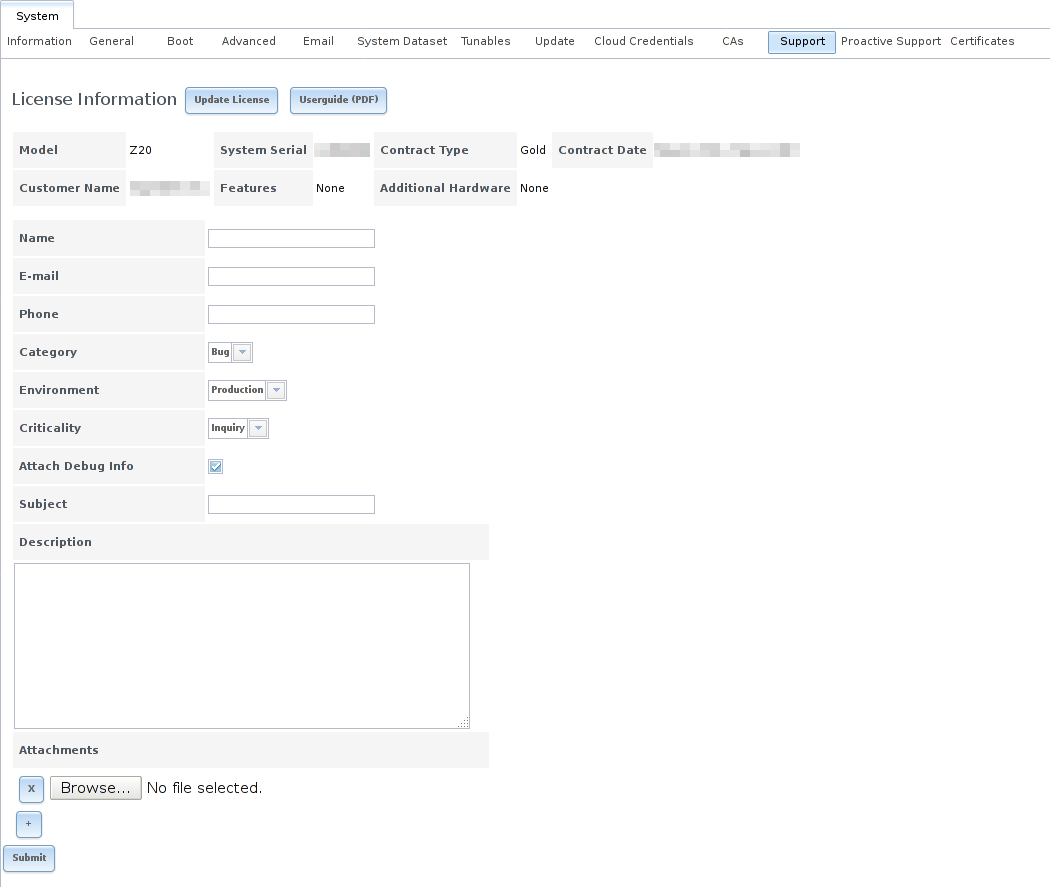 System
Information General Boot Advanced Email System Dataset Tunables Update Cloud Credentials CAs Support Proactive Support Certificates
License Information Update License Userguide (PDF)
Model Z20 System Serial Contract Type Gold Contract Date
Customer Name Features None Additional Hardware None
Name
E-mail
Phone
Category Bug
Environment Production
Criticality Inquiry
Attach Debug Info
Subject
Description
Attachments
X Browse... No file selected.
+
Submit